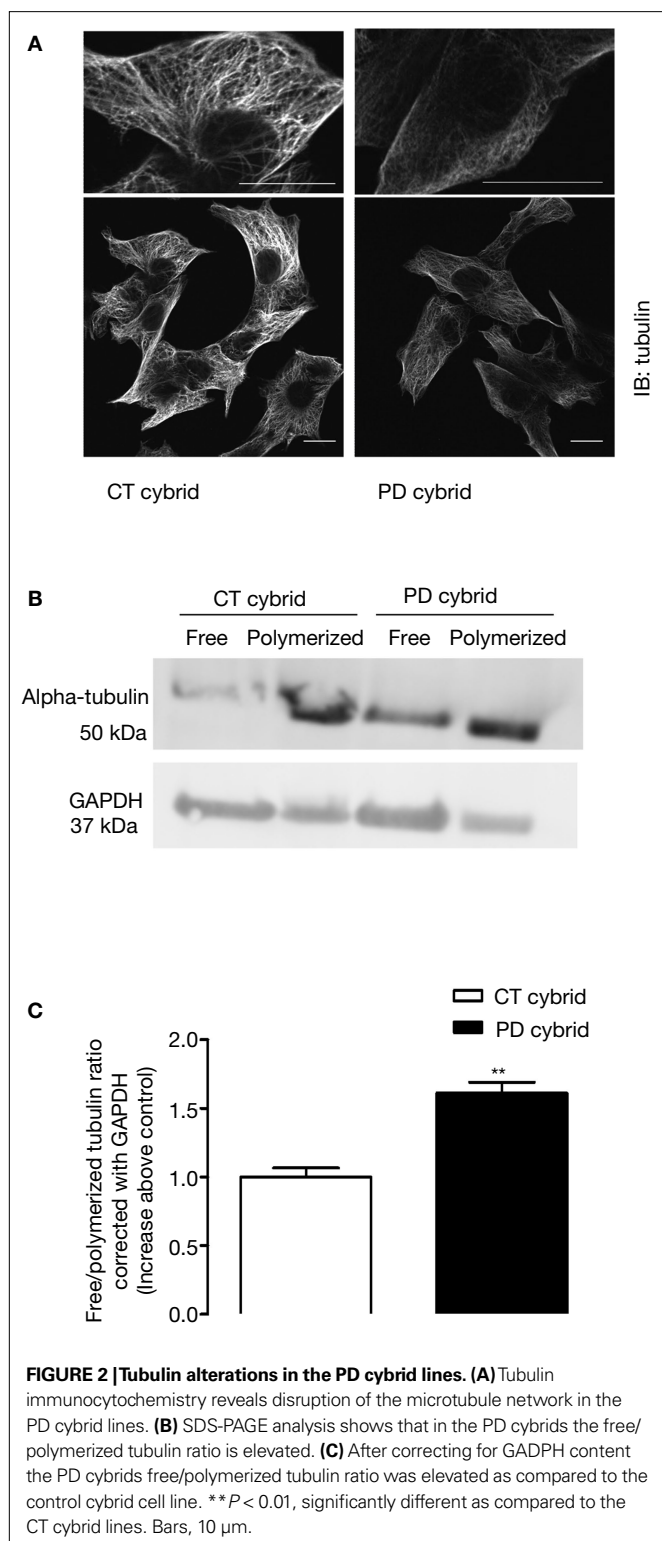 A
IB: tubulin
CT cybrid
PD cybrid
B
CT cybrid
PD cybrid
Free
Polymerized
Free
Polymerized
Alpha-tubulin
50 kDa
GAPDH
37 kDa
C
CT cybrid
PD cybrid
Free/polymerized tubulin ratio
corrected with GAPDH
(Increase above control)
2.0
1.5
1.0
0.5
0.0
**
FIGURE 2 | Tubulin alterations in the PD cybrid lines. (A) Tubulin
immunocytochemistry reveals disruption of the microtubule network in the
PD cybrid lines. (B) SDS-PAGE analysis shows that in the PD cybrids the free/
polymerized tubulin ratio is elevated. (C) After correcting for GADPH content
the PD cybrids free/polymerized tubulin ratio was elevated as compared to the
control cybrid cell line. **P < 0.01, significantly different as compared to the
CT cybrid lines. Bars, 10 μm.